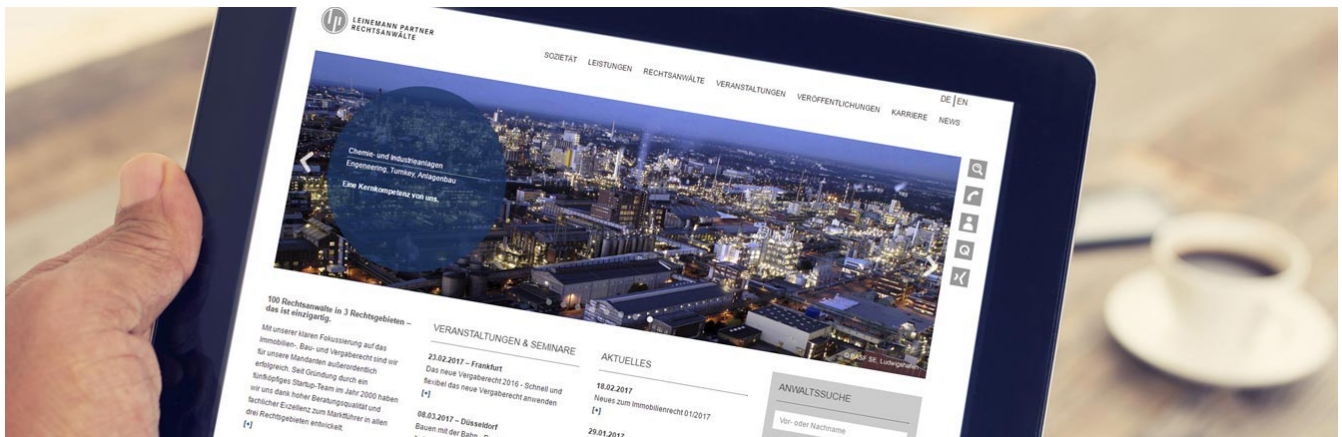 LEINEMANN PARTNER
RECHTSANWÄLTE
SOZIETÄT LEISTUNGEN RECHTSANWÄLTE VERANSTALTUNGEN VERÖFFENTLICHUNGEN KARRIERE NEWS
DE | EN
Chemie- und Industrieanlagen
Engeneering, Turnkey, Anlagenbau
Eine Kernkompetenz von uns.
© BASF SE, Ludwigshafen
100 Rechtsanwälte in 3 Rechtsgebieten –
das ist einzigartig.
Mit unserer klaren Fokussierung auf das
Immobilien-, Bau- und Vergaberecht sind wir
für unsere Mandanten außerordentlich
erfolgreich. Seit Gründung durch ein
fünfköpfiges Startup-Team im Jahr 2000 haben
wir uns dank hoher Beratungsqualität und
fachlicher Exzellenz zum Marktführer in allen
drei Rechtsgebieten entwickelt.
[+]
VERANSTALTUNGEN & SEMINARE
23.02.2017 – Frankfurt
Das neue Vergaberecht 2016 - Schnell und
flexibel das neue Vergaberecht anwenden
[+]
08.03.2017 – Düsseldorf
Bauen mit der Bahn
AKTUELLES
18.02.2017
Neues zum Immobilienrecht 01/2017
[+]
29.01.2017
ANWALTSSUCHE
Vor- oder Nachname